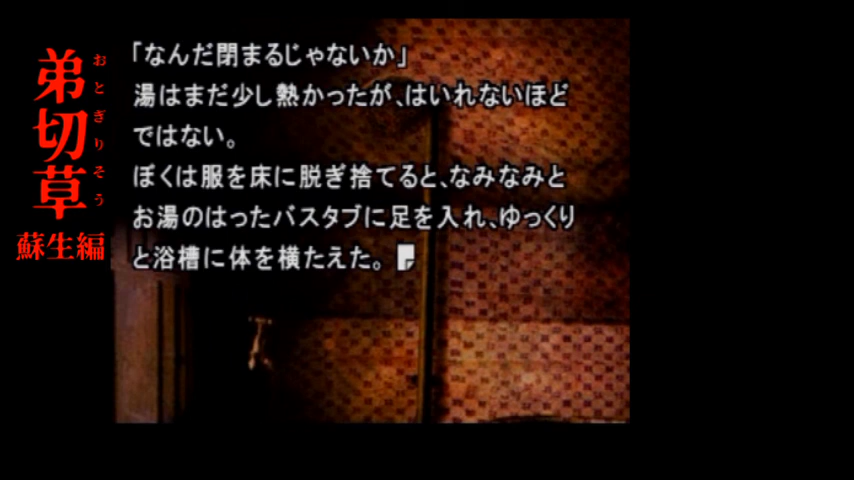 弟切草
おとぎりそう
蘇生編
「なんだ閉まるじゃないか」
湯はまだ少し熱かったが、はいれないほど
ではない。
ぼくは服を床に脱ぎ捨てると、なみなみと
お湯のはったバスタブに足を入れ、ゆっくり
と浴槽に体を横たえた。